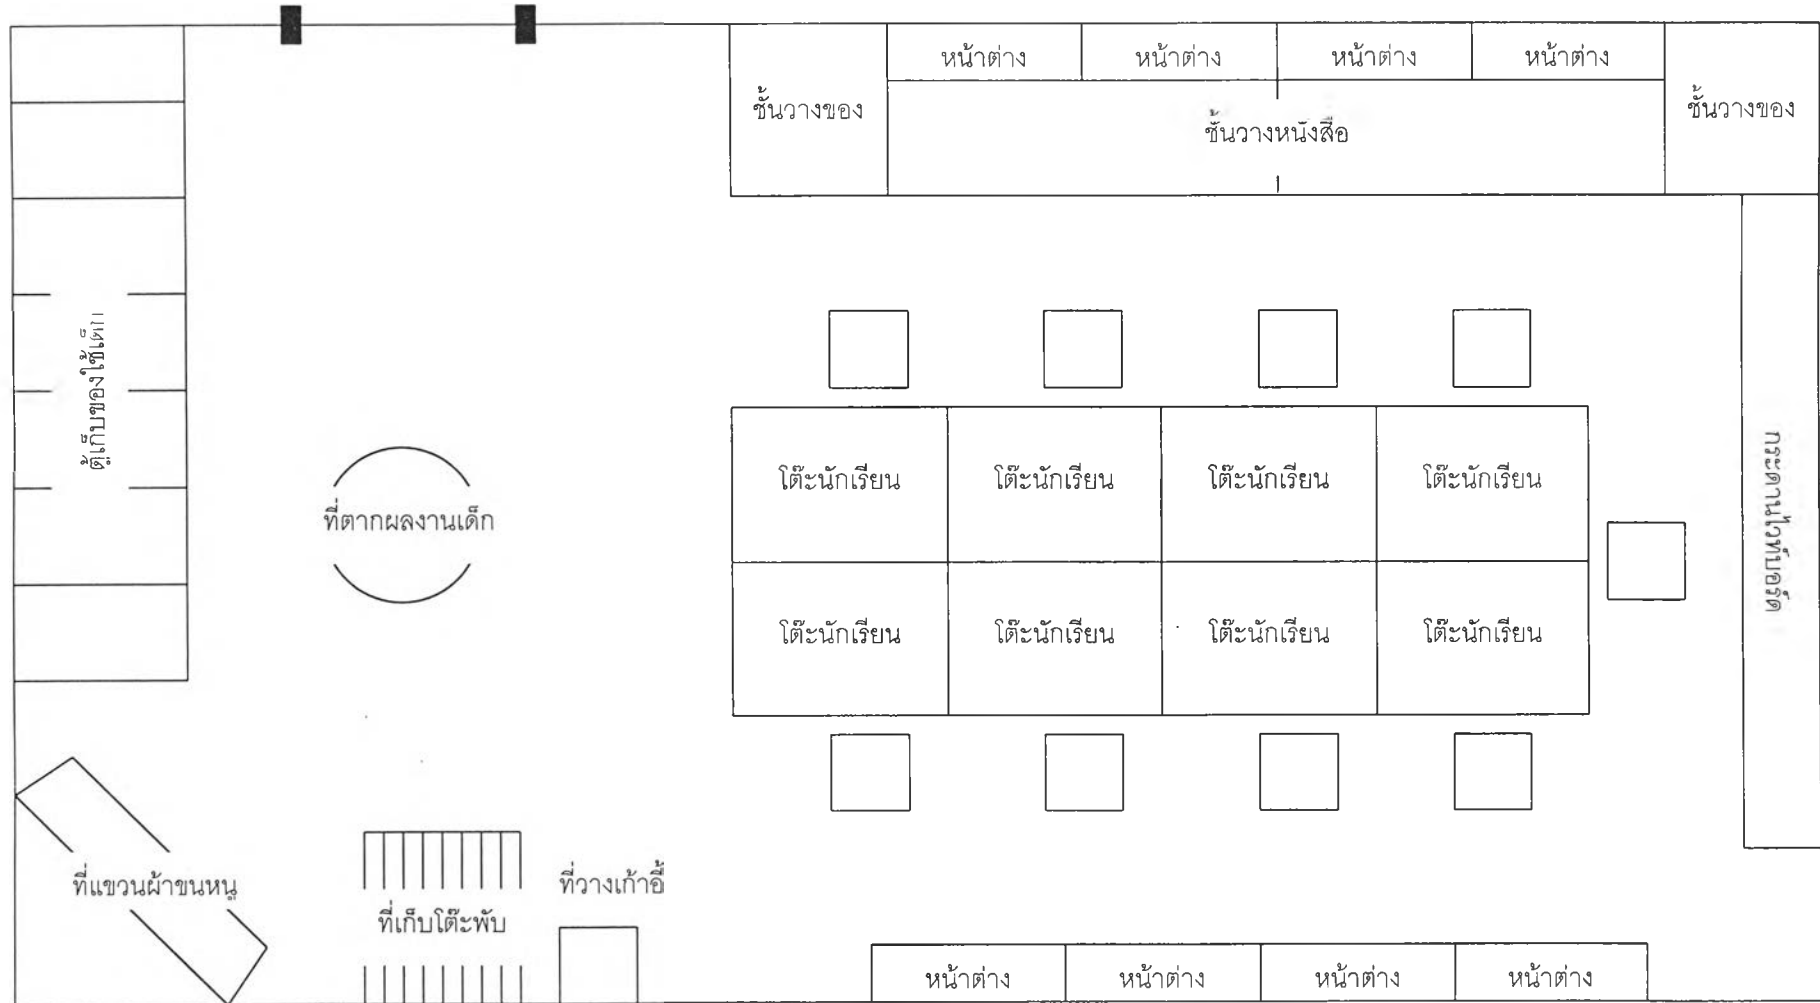 หน้าต่าง หน้าต่าง หน้าต่าง หน้าต่าง
ชั้นวางของ
ชั้นวางของ
ชั้นวางหนังสือ
ตู้เก็บของใช้เด็ก
โต๊ะนักเรียน โต๊ะนักเรียน โต๊ะนักเรียน โต๊ะนักเรียน
กระดานไวท์บอร์ด
ที่ตากผลงานเด็ก
โต๊ะนักเรียน โต๊ะนักเรียน โต๊ะนักเรียน โต๊ะนักเรียน
ที่แขวนผ้าขนหนู
ที่วางเก้าอี้
ที่เก็บโต๊ะพับ
หน้าต่าง หน้าต่าง หน้าต่าง หน้าต่าง